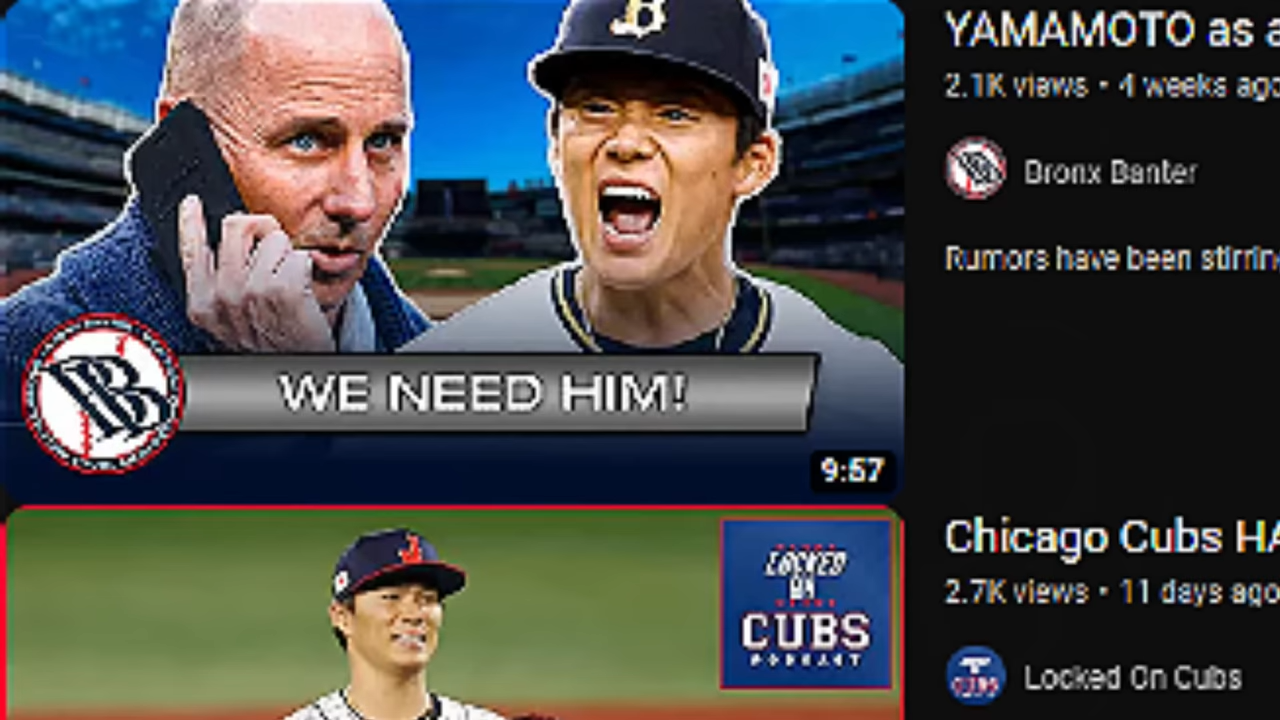 B
YAMAMOTO as a
2.1K views • 4 weeks ago
Bronx Banter
Rumors have been stirrin
WE NEED HIM!
9:57
J
LOCKED
ON
CUBS
PODCAST
Chicago Cubs HA
2.7K views • 11 days ago
CUBS
Locked On Cubs